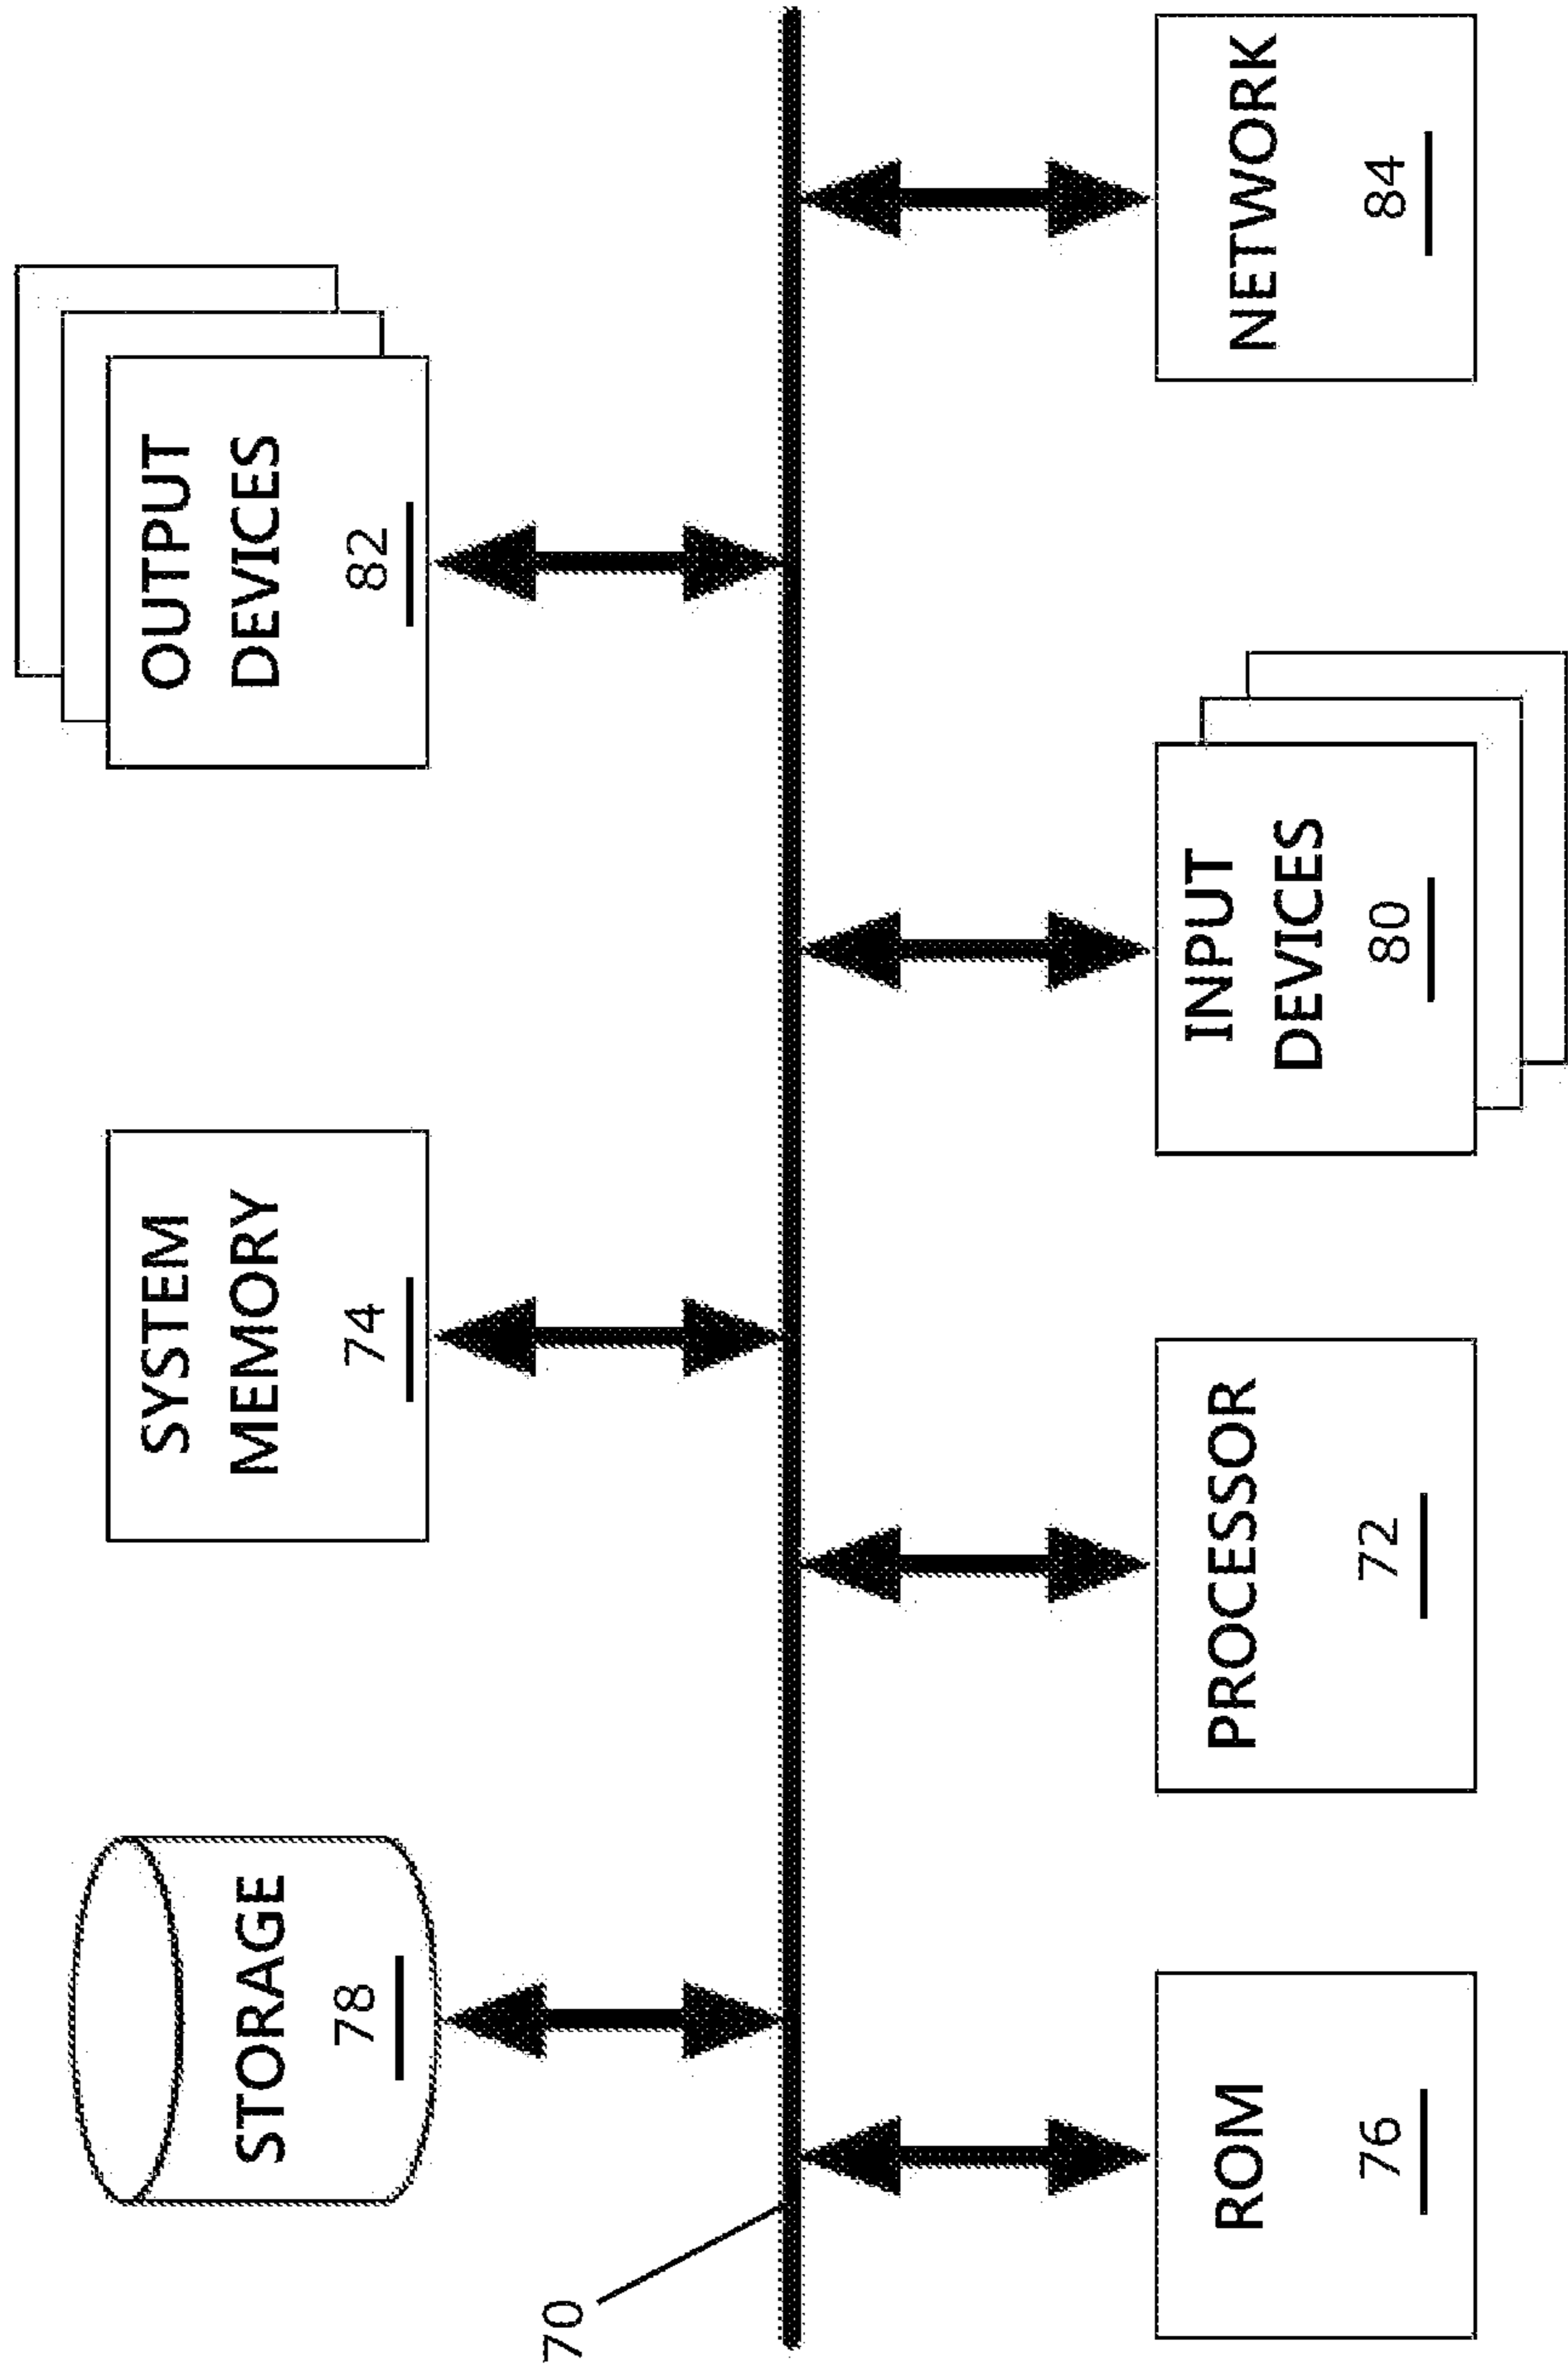 STORAGE
78
SYSTEM
MEMORY
74
OUTPUT
DEVICES
82
70
ROM
76
PROCESSOR
72
INPUT
DEVICES
80
NETWORK
84